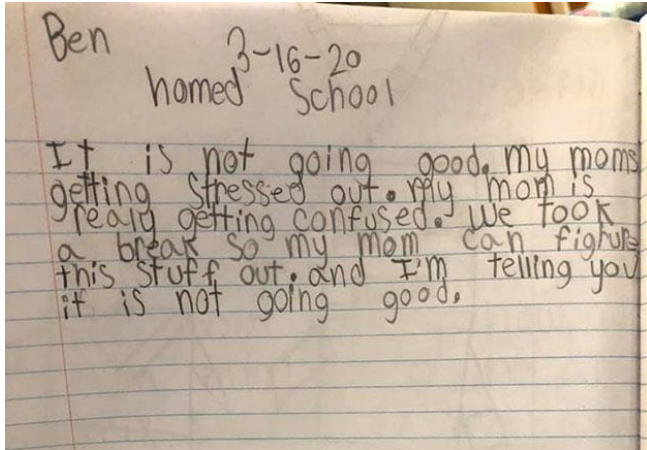 Ben
3-16-20
homed School
It is not going good. my moms
getting stressed out. My mom is
realy getting confused. We took
a break so my mom can figture
this stuff out. and I'm telling you
it is not going good.